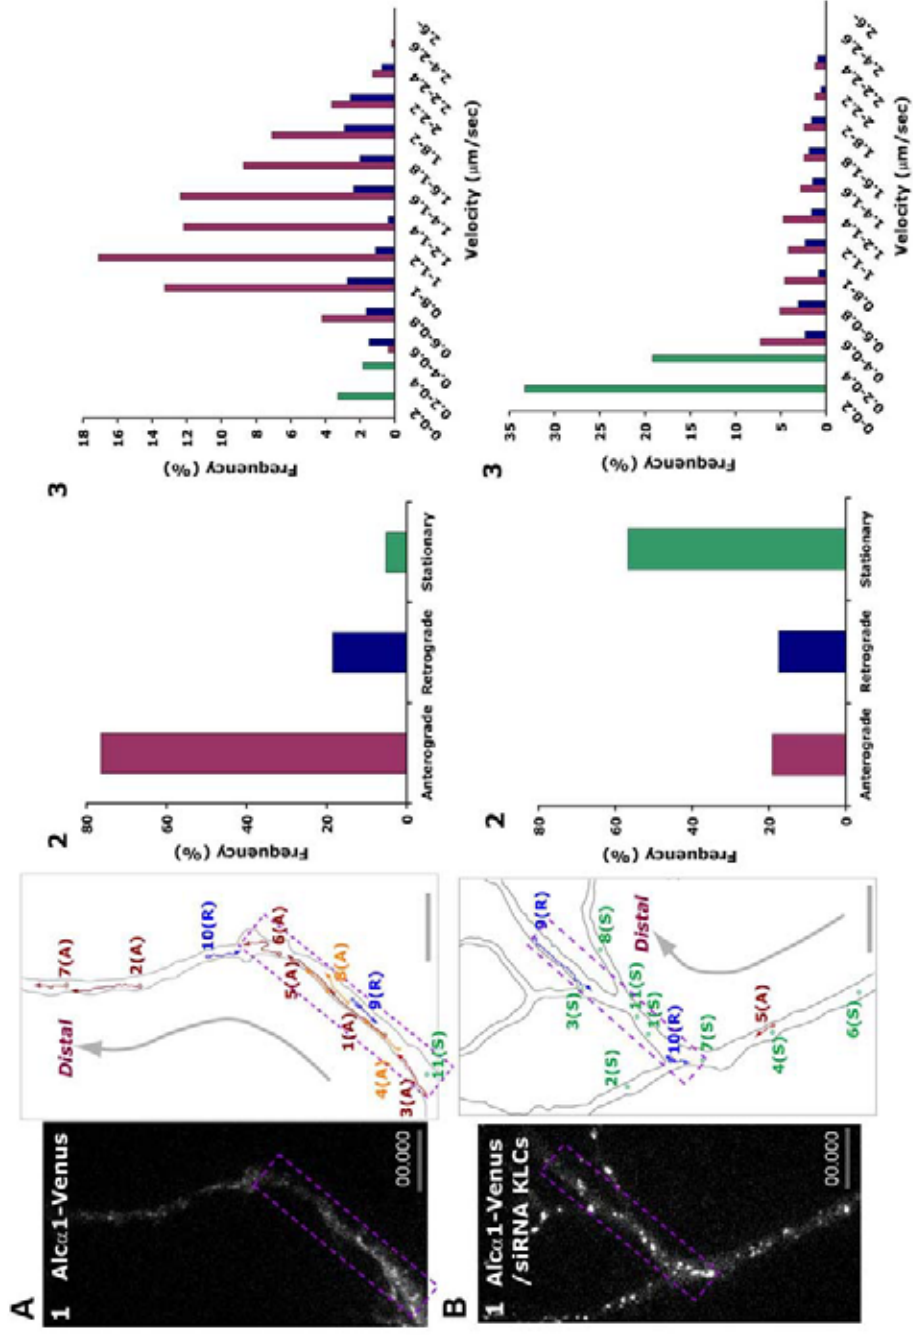 A
1 Alcα1-Venus
00.000
Distal
7(A)
2(A)
10(R)
6(A)
5(A)
8(A)
1(A)
9(R)
4(A)
3(A)
11(S)
2
Frequency (%)
80
60
40
20
0
Anterograde Retrograde Stationary
3
Frequency (%)
18
16
14
12
10
8
6
4
2
0
0-0.2 0.2-0.4 0.4-0.6 0.6-0.8 0.8-1 1-1.2 1.2-1.4 1.4-1.6 1.6-1.8 1.8-2 2-2.2 2.2-2.4 2.4-2.6 2.6-
Velocity (µm/sec)
B
1 Alcα1-Venus
/siRNA KLCs
00.000
9(R)
8(S)
Distal
3(S)
11(S)
1(S)
2(S)
10(R)
7(S)
5(A)
4(S)
6(S)
2
Frequency (%)
80
60
40
20
0
Anterograde Retrograde Stationary
3
Frequency (%)
35
30
25
20
15
10
5
0
0-0.2 0.2-0.4 0.4-0.6 0.6-0.8 0.8-1 1-1.2 1.2-1.4 1.4-1.6 1.6-1.8 1.8-2 2-2.2 2.2-2.4 2.4-2.6 2.6-
Velocity (µm/sec)